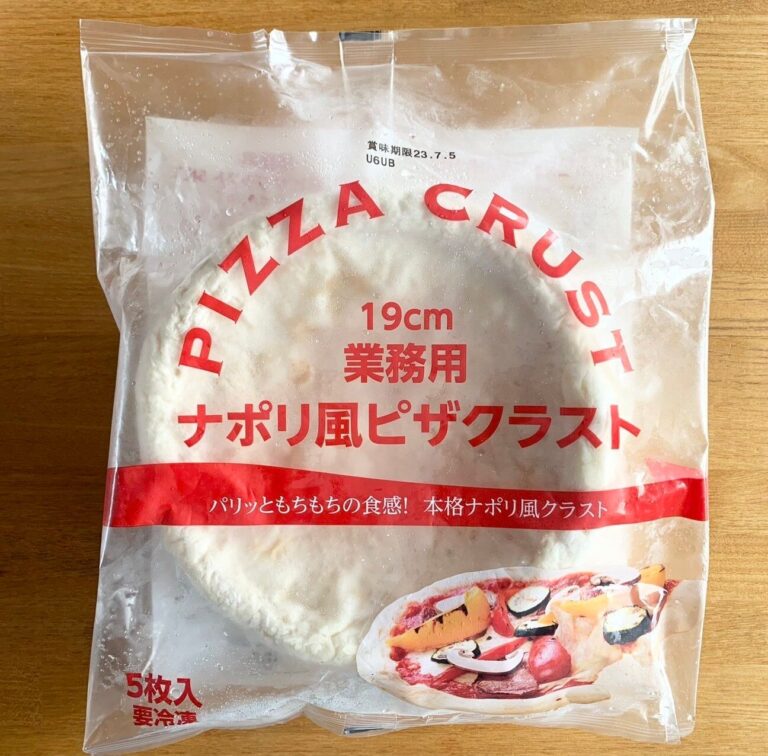 賞味期限23.7.5
U6UB
PIZZA CRUST
19cm
業務用
ナポリ風ピザクラスト
パリッともちもちの食感! 本格ナポリ風クラスト
5枚入
要冷凍